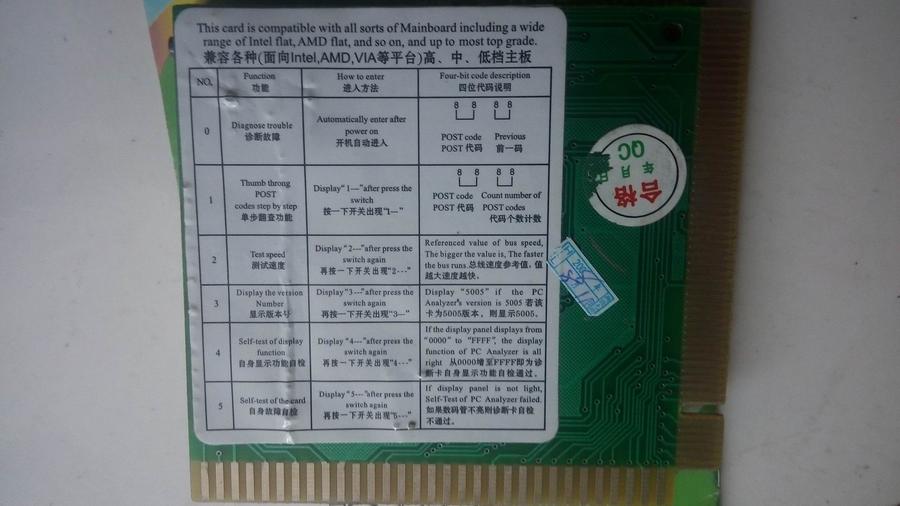 This card is compatible with all sorts of Mainboard including a wide
range of Intel flat, AMD flat, and so on, and up to most top grade.
兼容各种(面向Intel,AMD,VIA等平台)高、中、低档主板
NO.
Function
功能
How to enter
进入方法
Four-bit code description
四位代码说明
0
Diagnose trouble
诊断故障
Automatically enter after
power on
开机自动进入
8 8 8 8
POST code Previous
POST 代码 前一码
1
Thumb throng
POST
codes step by step
单步翻查功能
Display"1---"after press the
switch
按一下开关出现"1---"
8 8 8 8
POST code Count number of
POST 代码 POST codes
代码个数计数
2
Test speed
测试速度
Display"2---"after press the
switch again
再按一下开关出现"2---"
Referenced value of bus speed,
The bigger the value is, The faster
the bus runs.总线速度参考值,值
越大速度越快。
3
Display the version
Number
显示版本号
Display"3---"after press the
switch again
再按一下开关出现"3---"
Display "5005" if the PC
Analyzer's version is 5005 若该
卡为5005版本,则显示5005。
4
Self-test of display
function
自身显示功能自检
Display"4---"after press the
switch again
再按一下开关出现"4---"
If the display panel displays from
"0000" to "FFFF", the display
function of PC Analyzer is all
right 从0000增至FFFF即为诊
断卡自身显示功能自检通过。
5
Self-test of the card
自身故障自检
Display"5---"after press the
switch again
再按一下开关出现"5---"
If display panel is not light,
Self-Test of PC Analyzer failed.
如果数码管不亮则诊断卡自检
不通过。
合格
年 月
QC